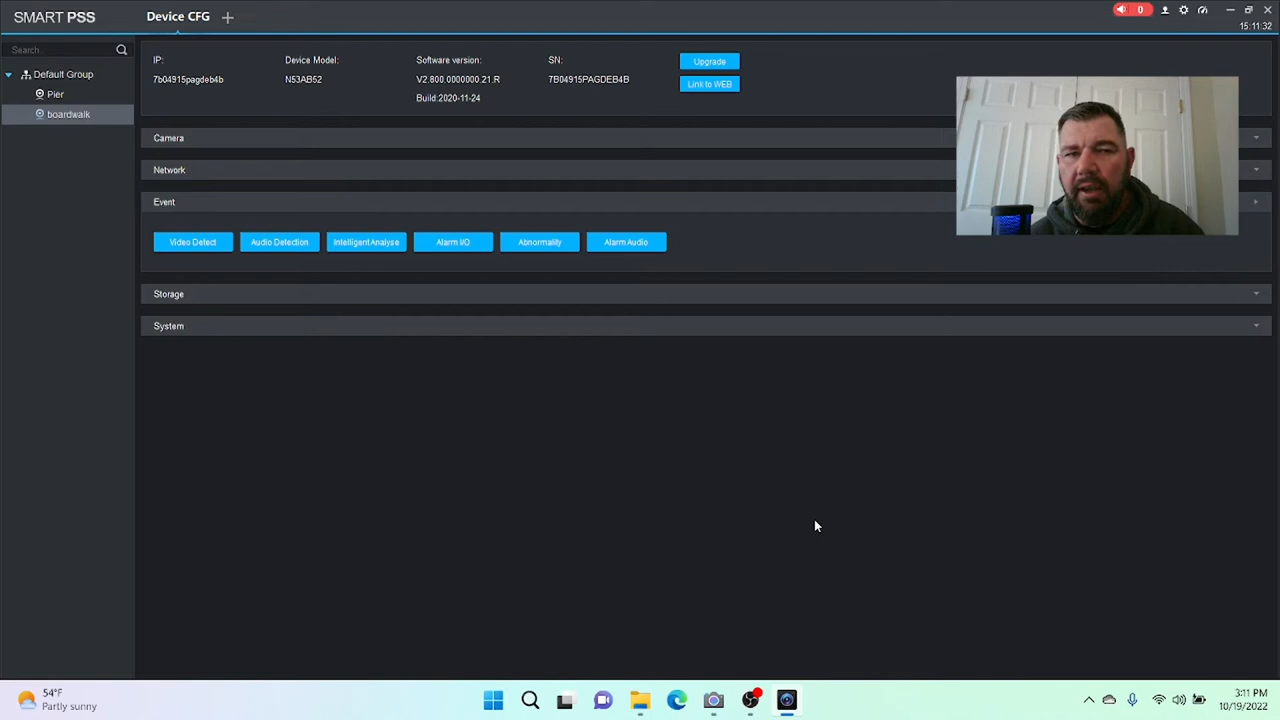 SMART PSS
Device CFG
0
15:11:32
Search..
Default Group
Pier
boardwalk
IP:
7b04915pagdeb4b
Device Model:
N53AB52
Software version:
V2.800.0000000.21.R
Build:2020-11-24
SN:
7B04915PAGDEB4B
Upgrade
Link to WEB
Camera
Network
Event
Video Detect
Audio Detection
Intelligent Analyse
Alarm I/O
Abnormality
Alarm Audio
Storage
System
54°F
Partly sunny
3:11 PM
10/19/2022